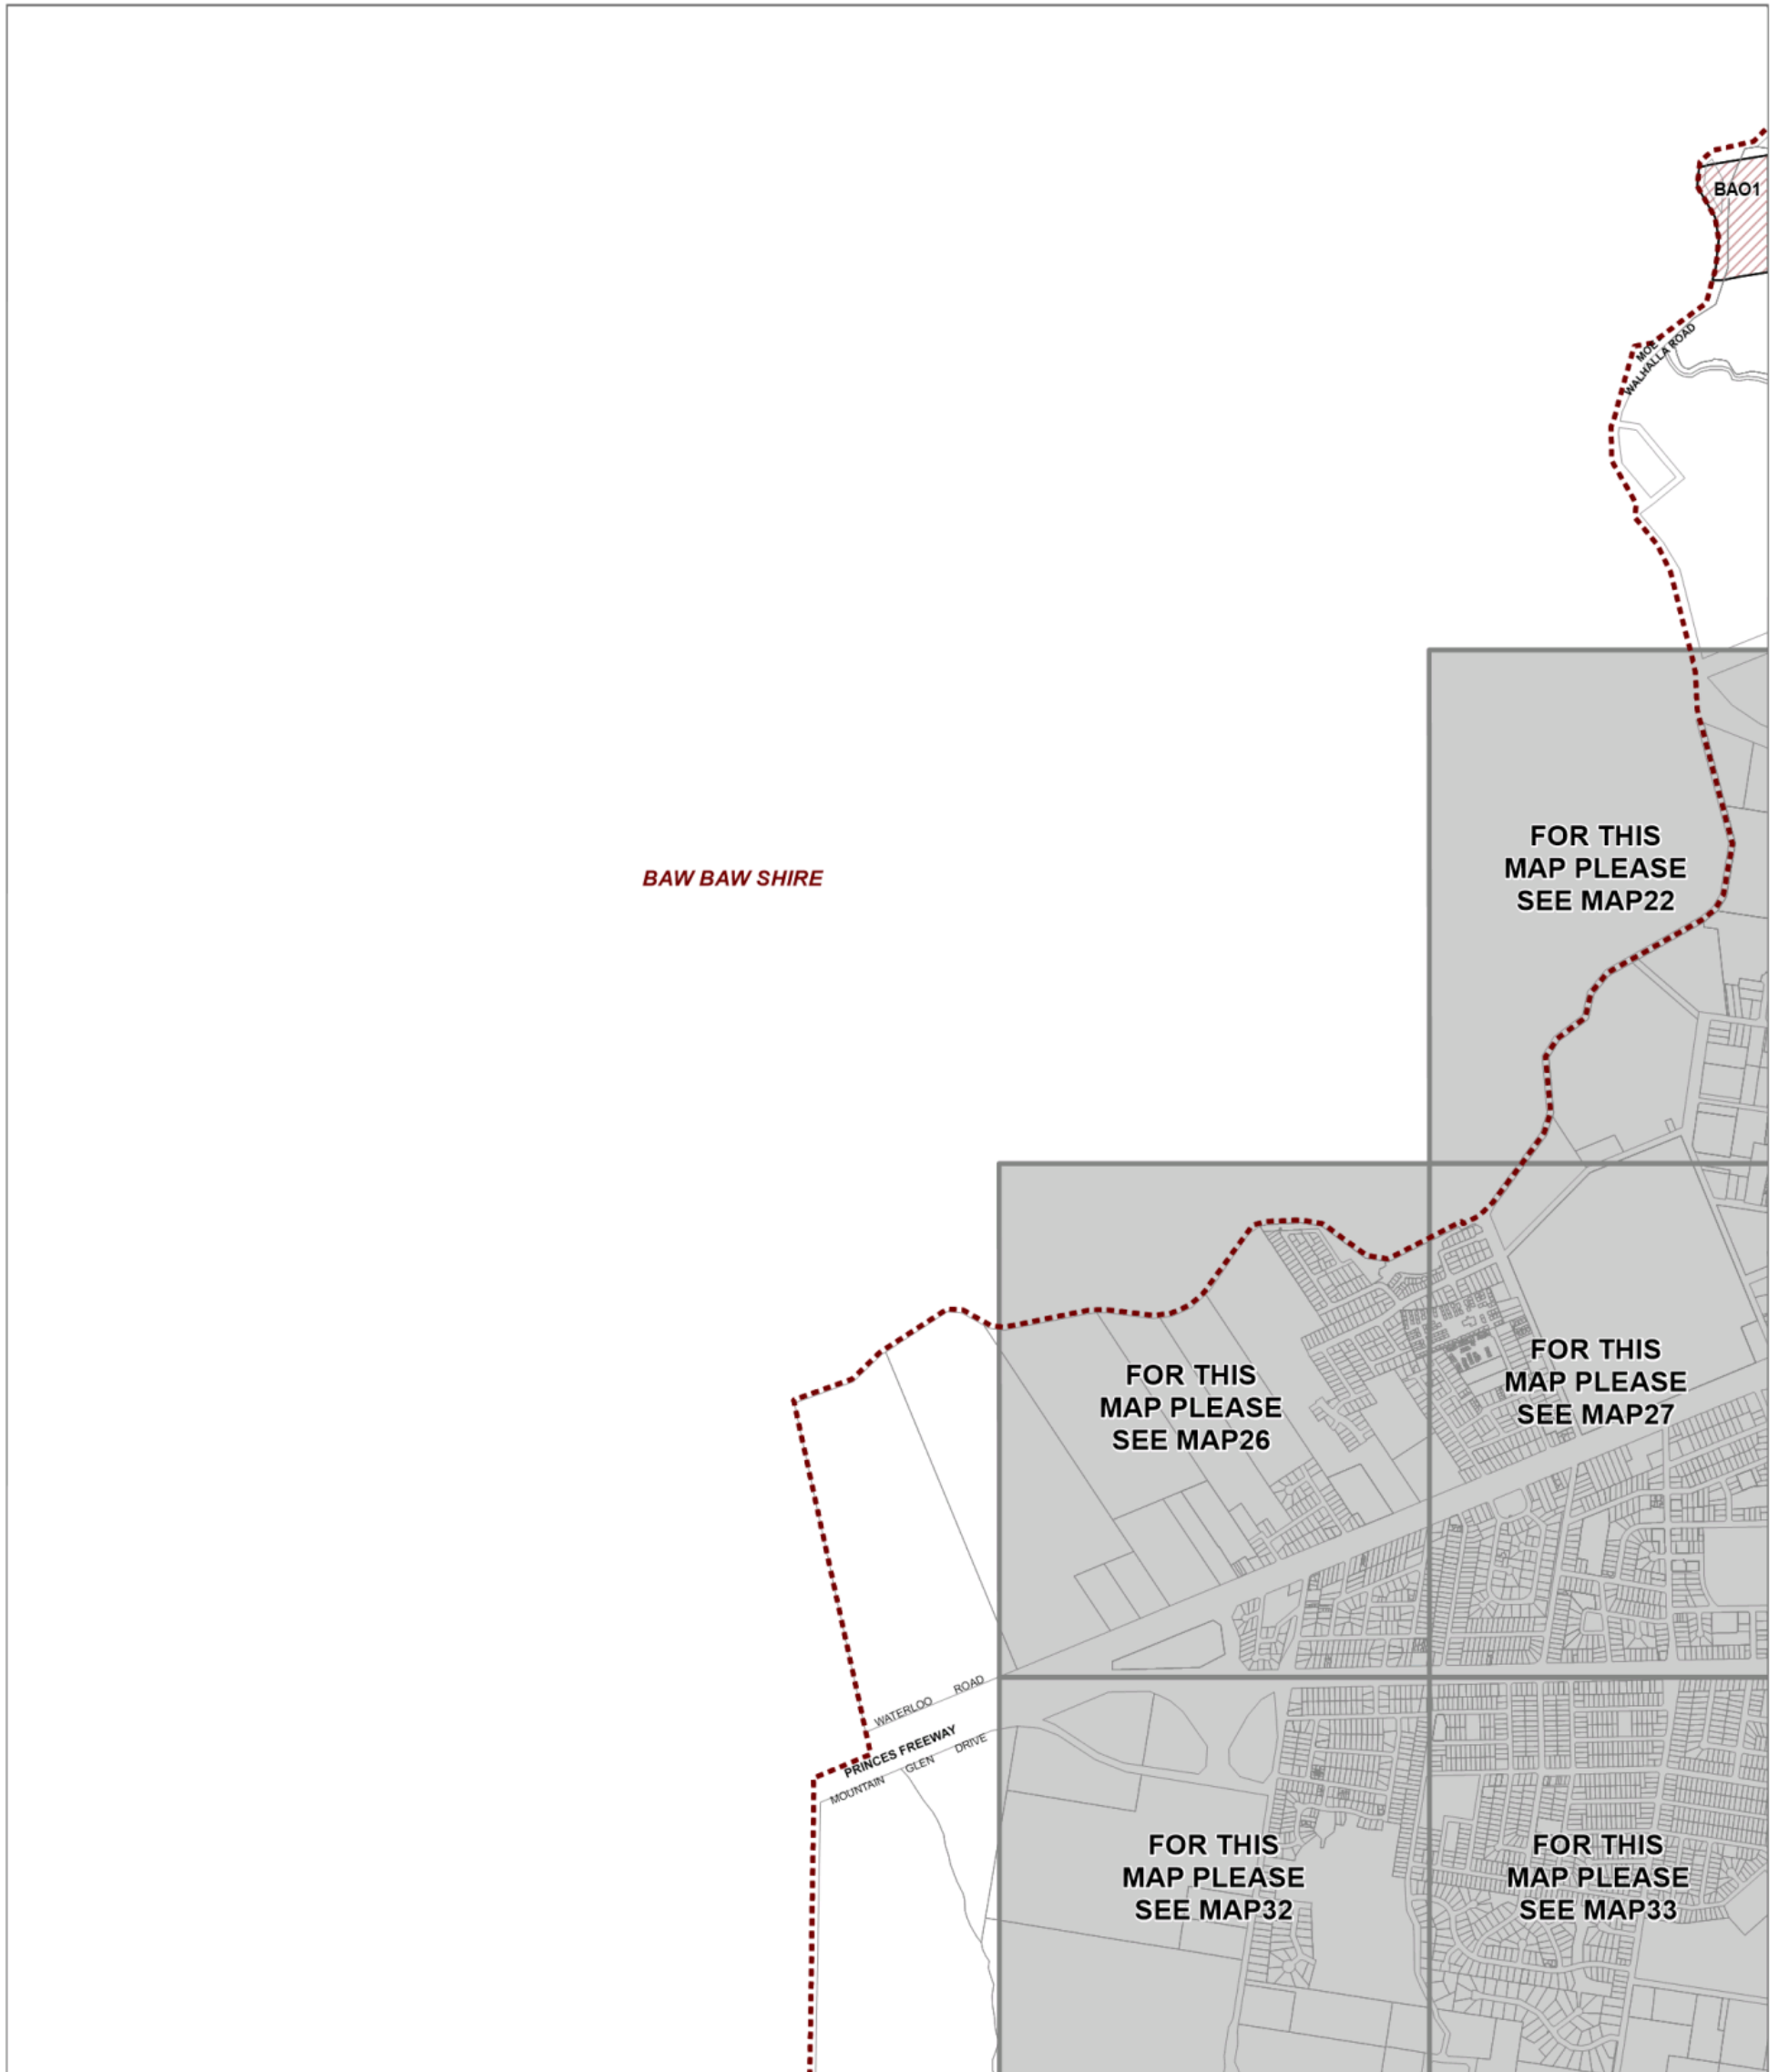 BAO1
MOE
WALHALLA ROAD
FOR THIS
MAP PLEASE
SEE MAP22
BAW BAW SHIRE
FOR THIS
MAP PLEASE
SEE MAP26
FOR THIS
MAP PLEASE
SEE MAP27
WATERLOO ROAD
PRINCES FREEWAY
MOUNTAIN GLEN DRIVE
FOR THIS
MAP PLEASE
SEE MAP32
FOR THIS
MAP PLEASE
SEE MAP33